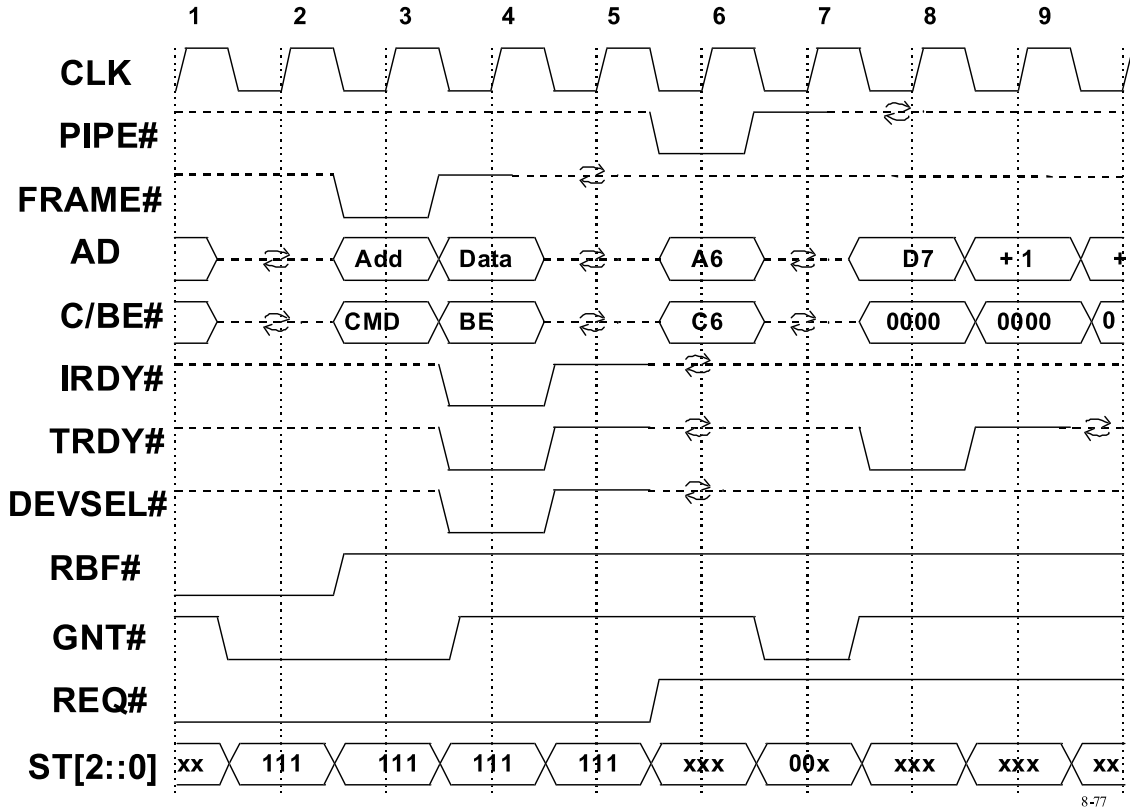 1 2 3 4 5 6 7 8 9
CLK
PIPE#
FRAME#
AD Add Data A6 D7 + 1 +
C/BE# CMD BE C6 0000 0000 0
IRDY#
TRDY#
DEVSEL#
RBF#
GNT#
REQ#
ST[2::0] xx 111 111 111 111 xxx 00x xxx xxx xx
8-77